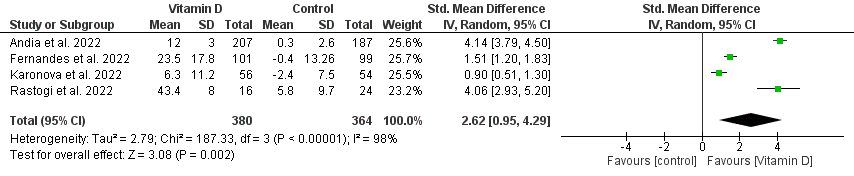 Vitamin D Control Std. Mean Difference Std. Mean Difference
Study or Subgroup Mean SD Total Mean SD Total Weight IV, Random, 95% CI IV, Random, 95% CI
Andia et al. 2022 12 3 207 0.3 2.6 187 25.6% 4.14 [3.79, 4.50]
Fernandes et al. 2022 23.5 17.8 101 -0.4 13.26 99 25.7% 1.51 [1.20, 1.83]
Karonova et al. 2022 6.3 11.2 56 -2.4 7.5 54 25.6% 0.90 [0.51, 1.30]
Rastogi et al. 2022 43.4 8 16 5.8 9.7 24 23.2% 4.06 [2.93, 5.20]
Total (95% CI) 380 364 100.0% 2.62 [0.95, 4.29]
Heterogeneity: Tau² = 2.79; Chi² = 187.33, df = 3 (P < 0.00001); I² = 98%
Test for overall effect: Z = 3.08 (P = 0.002)
-4 -2 0 2 4
Favours [control] Favours [Vitamin D]